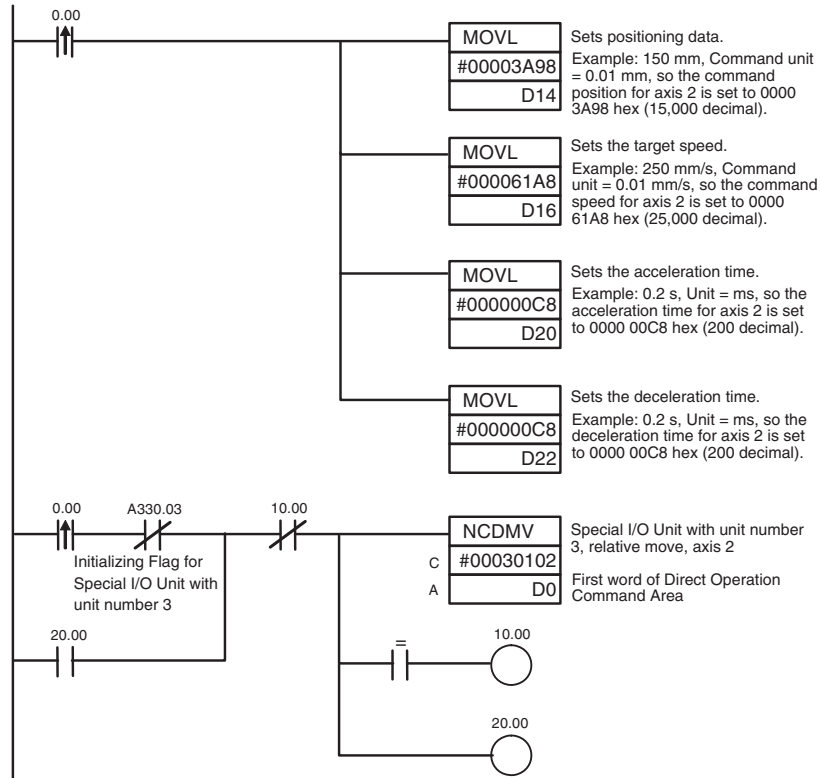 0.00
MOVL
#00003A98
D14
Sets positioning data.
Example: 150 mm, Command unit
= 0.01 mm, so the command
position for axis 2 is set to 0000
3A98 hex (15,000 decimal).
MOVL
#000061A8
D16
Sets the target speed.
Example: 250 mm/s, Command
unit = 0.01 mm/s, so the command
speed for axis 2 is set to 0000
61A8 hex (25,000 decimal).
MOVL
#000000C8
D20
Sets the acceleration time.
Example: 0.2 s, Unit = ms, so the
acceleration time for axis 2 is set
to 0000 00C8 hex (200 decimal).
MOVL
#000000C8
D22
Sets the deceleration time.
Example: 0.2 s, Unit = ms, so the
deceleration time for axis 2 is set
to 0000 00C8 hex (200 decimal).
0.00 A330.03 10.00
Initializing Flag for
Special I/O Unit with
unit number 3
NCDMV
C #00030102
A D0
Special I/O Unit with unit number
3, relative move, axis 2
First word of Direct Operation
Command Area
20.00
= 10.00
20.00